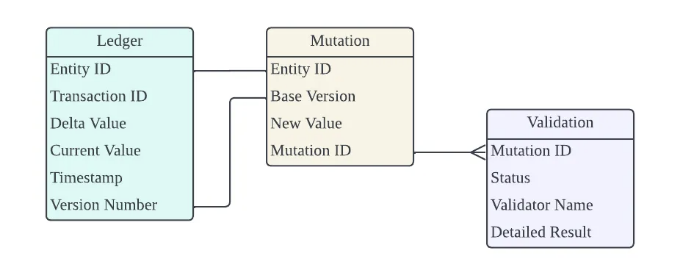 Ledger
Entity ID
Transaction ID
Delta Value
Current Value
Timestamp
Version Number
Mutation
Entity ID
Base Version
New Value
Mutation ID
Validation
Mutation ID
Status
Validator Name
Detailed Result